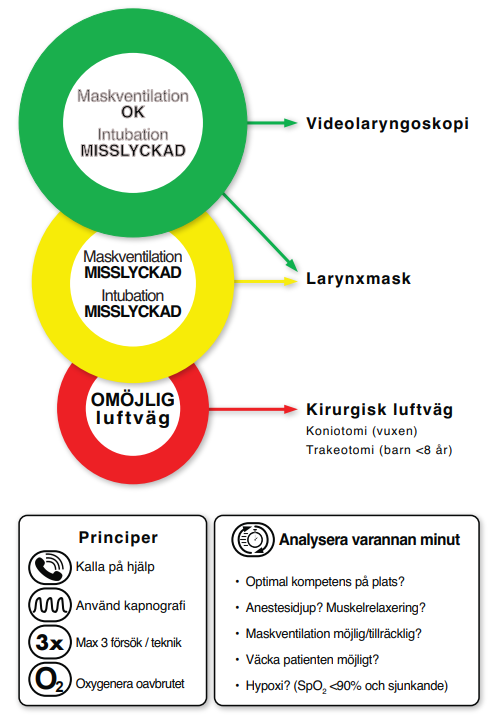 Maskventilation
OK
Intubation
MISSLYCKAD
Videolaryngoskopi
Maskventilation
MISSLYCKAD
Intubation
MISSLYCKAD
Larynxmask
OMÖJLIG
luftväg
Kirurgisk luftväg
Koniotomi (vuxen)
Trakeotomi (barn <8 år)
Principer
Kalla på hjälp
Använd kapnografi
3x Max 3 försök / teknik
O₂ Oxygenera oavbrutet
Analysera varannan minut
• Optimal kompetens på plats?
• Anestesidjup? Muskelrelaxering?
• Maskventilation möjlig/tillräcklig?
• Väcka patienten möjligt?
• Hypoxi? (SpO₂ <90% och sjunkande)